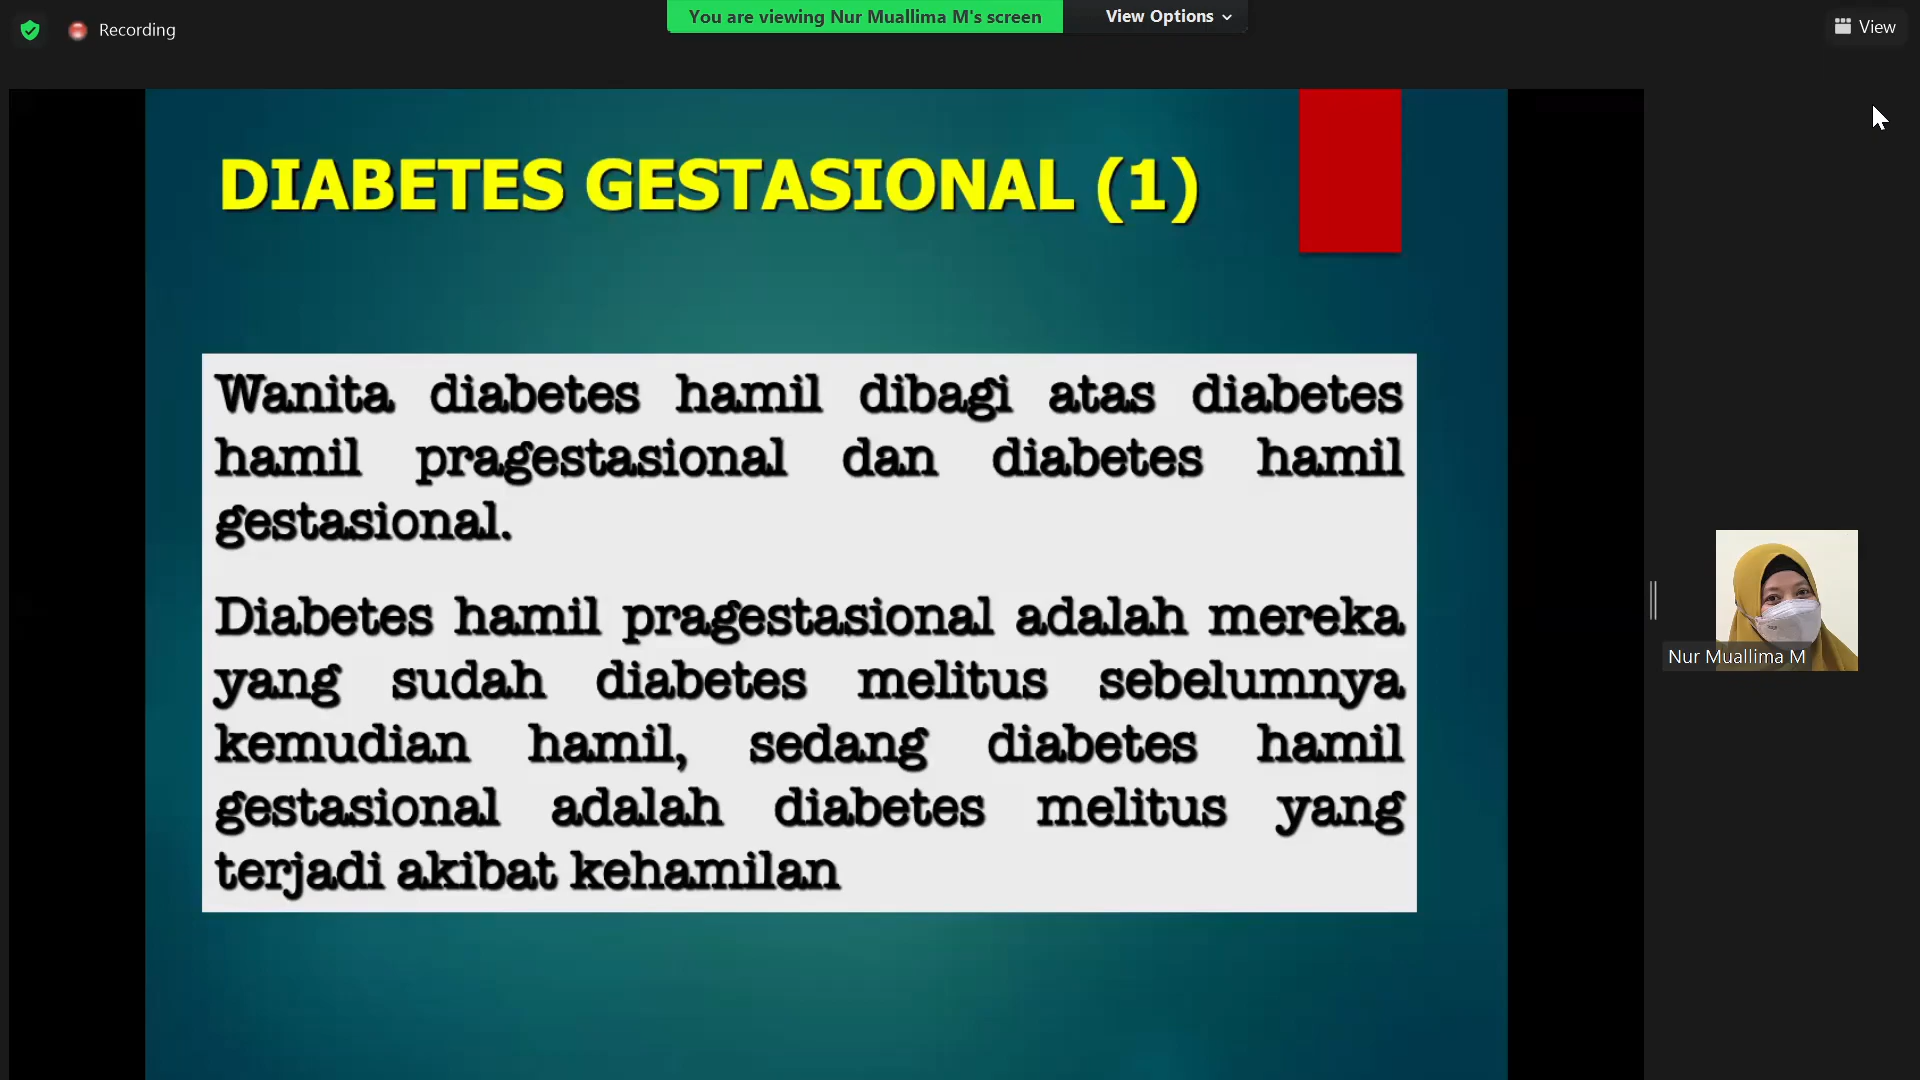 Recording
You are viewing Nur Muallima M's screen
View Options
View
DIABETES GESTASIONAL (1)
Wanita diabetes hamil dibagi atas diabetes
hamil pragestasional dan diabetes hamil
gestasional.
Diabetes hamil pragestasional adalah mereka
yang sudah diabetes melitus sebelumnya
kemudian hamil, sedang diabetes hamil
gestasional adalah diabetes melitus yang
terjadi akibat kehamilan
Nur Muallima M